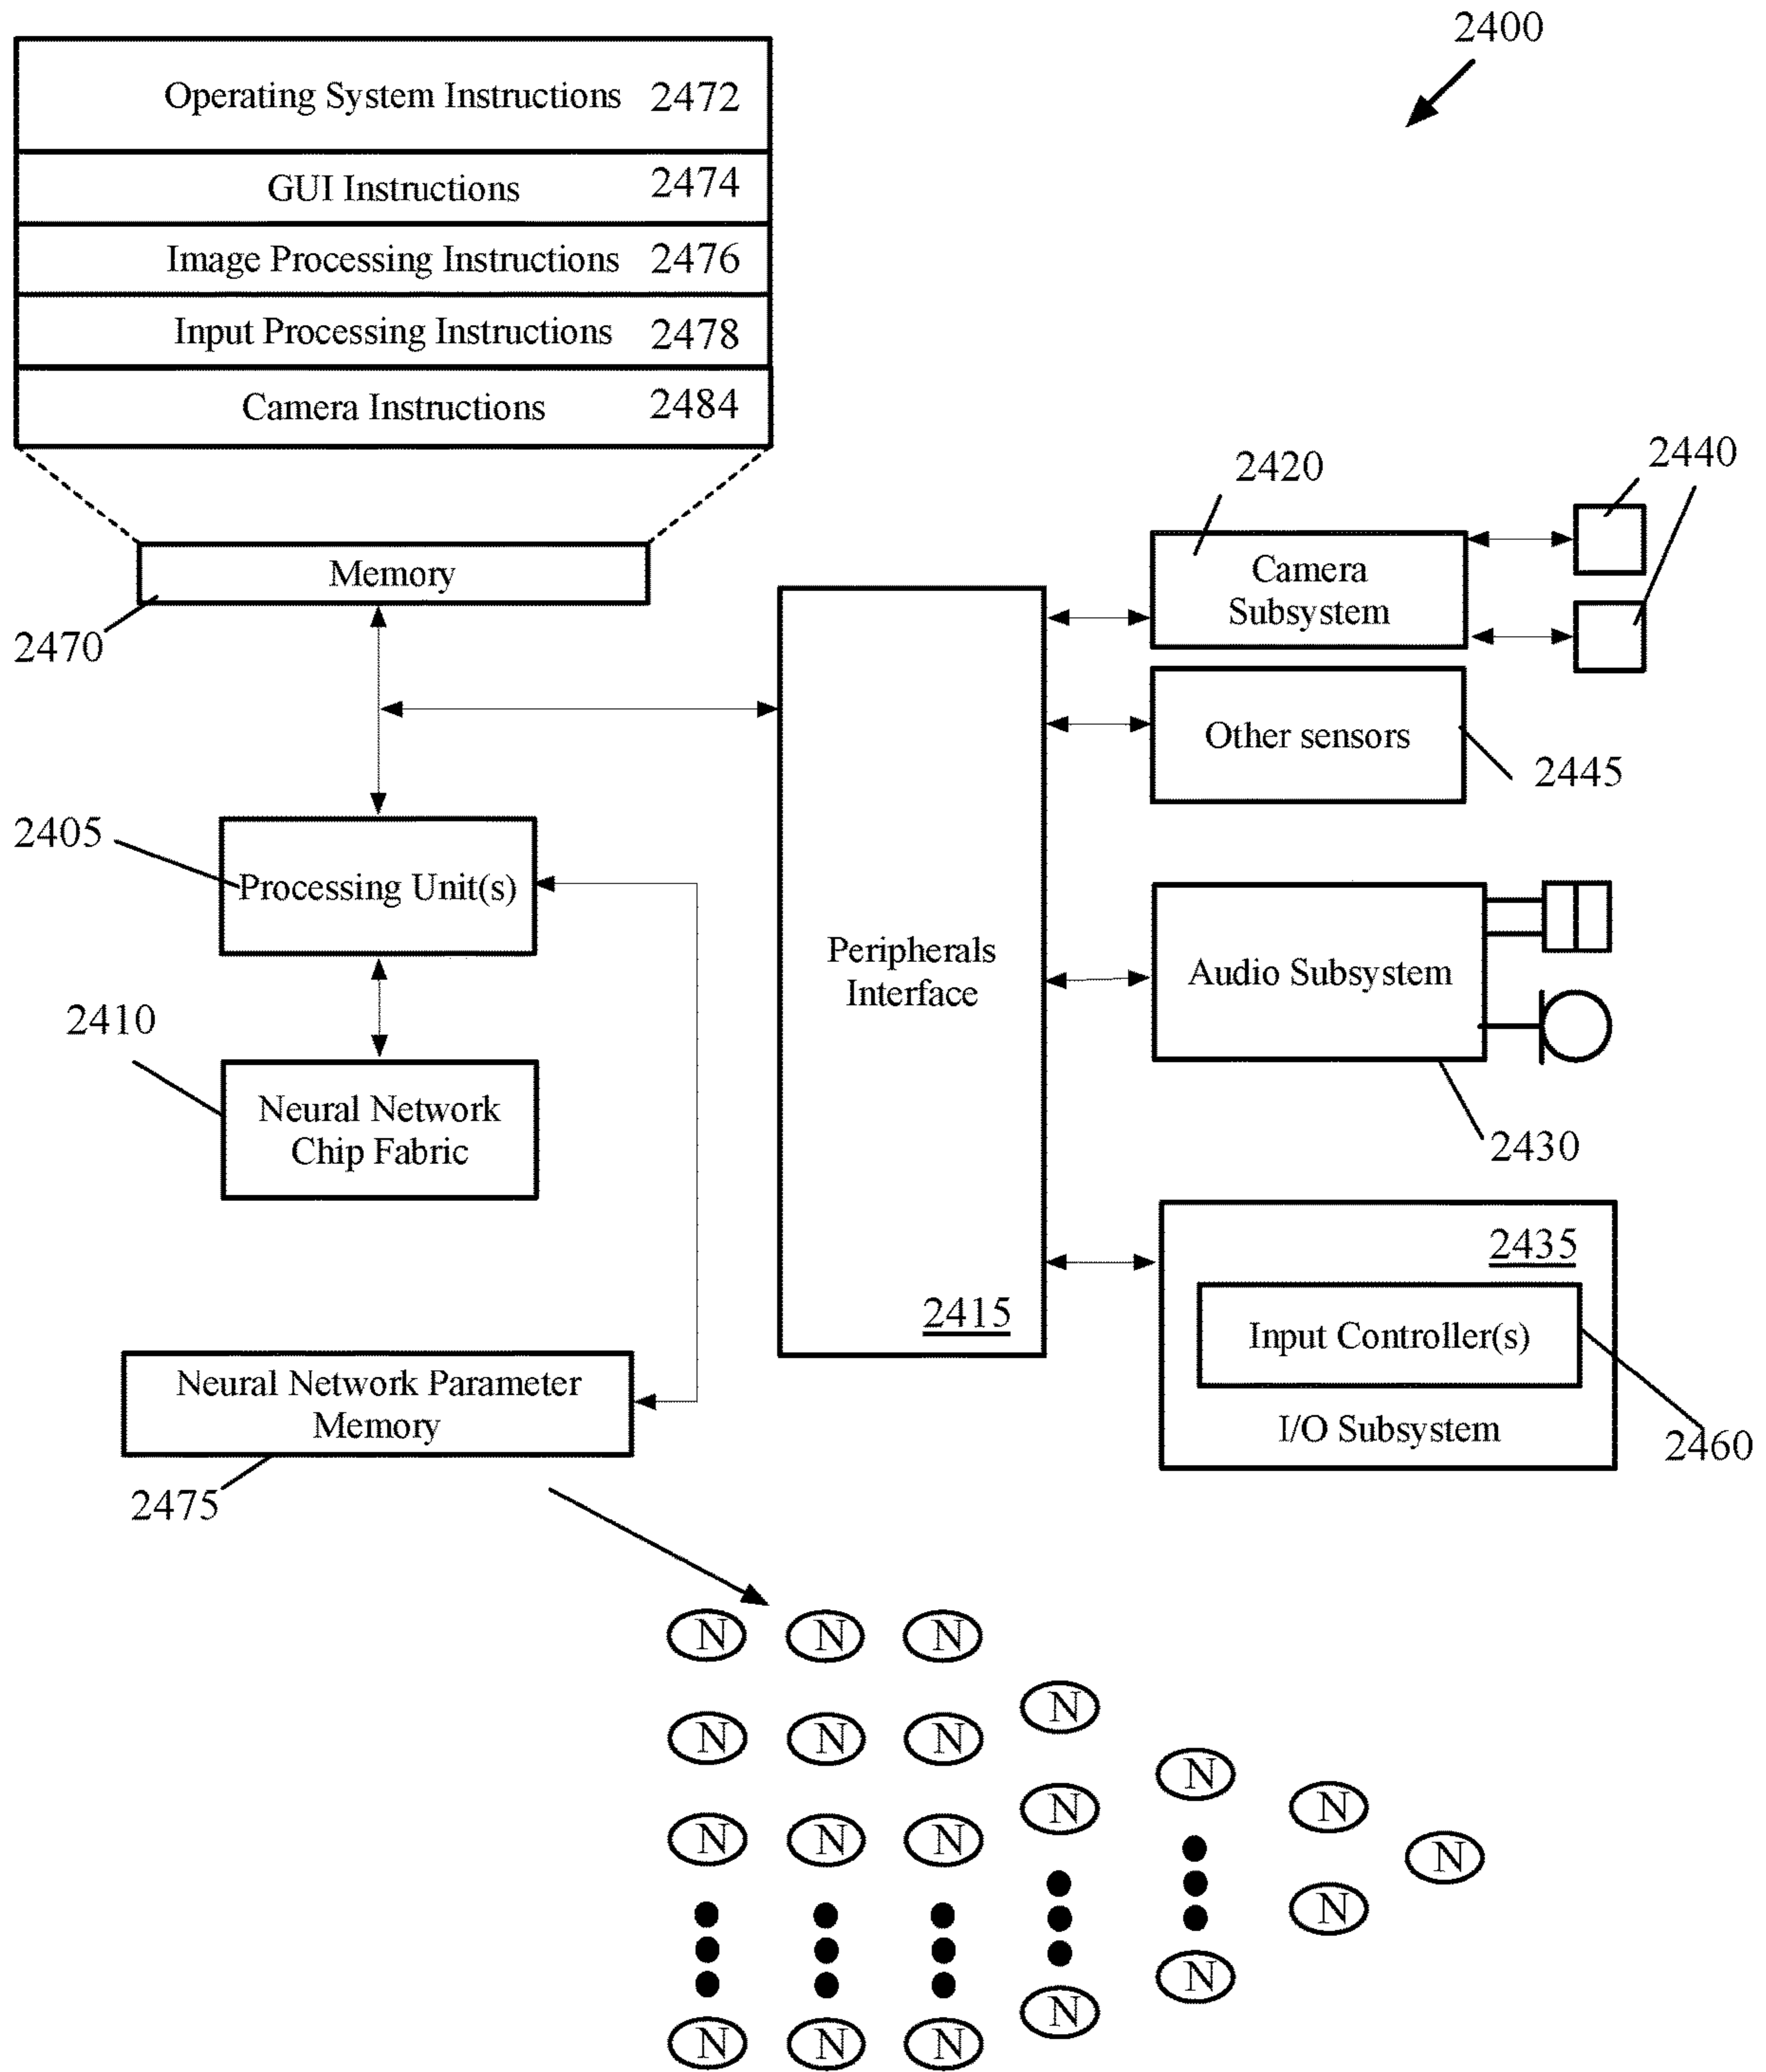 2400
Operating System Instructions 2472
GUI Instructions 2474
Image Processing Instructions 2476
Input Processing Instructions 2478
Camera Instructions 2484
2420
2440
Memory
2470
Camera
Subsystem
Other sensors
2445
2405
Processing Unit(s)
2410
Neural Network
Chip Fabric
Peripherals
Interface
2415
Audio Subsystem
2430
2435
Input Controller(s)
I/O Subsystem
2460
Neural Network Parameter
Memory
2475
N N N
N
N N N
N
N
N
N N N
N
N
N
N
N N N